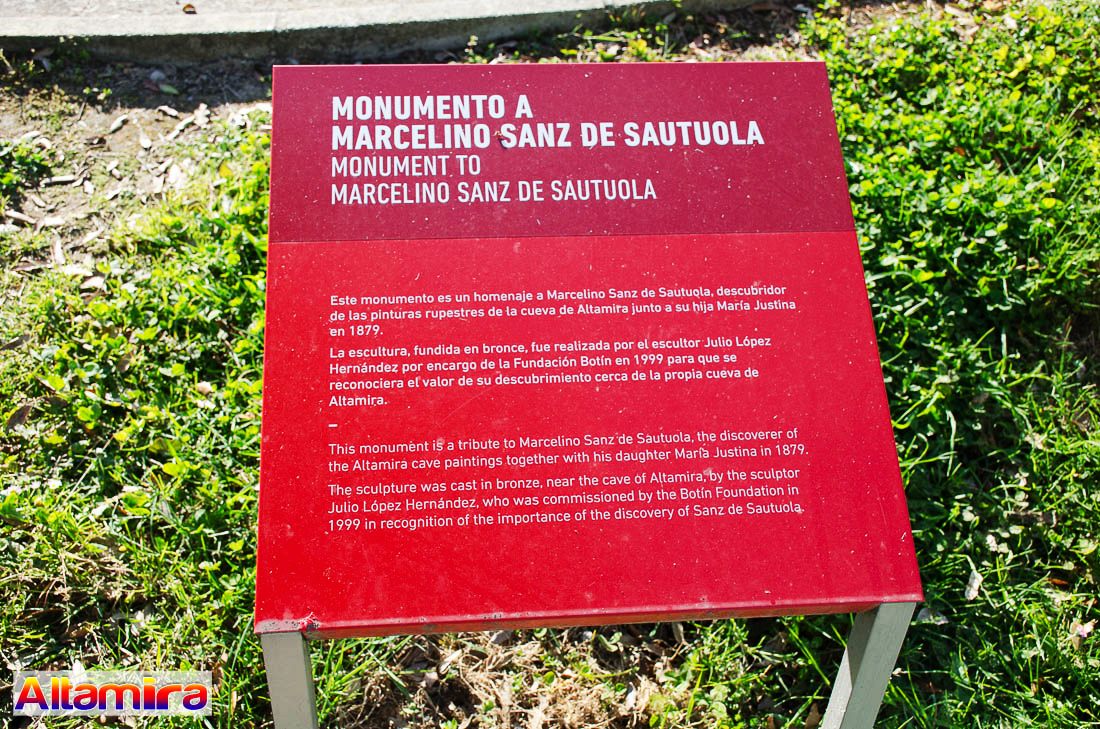 MONUMENTO A
MARCELINO SANZ DE SAUTUOLA
MONUMENT TO
MARCELINO SANZ DE SAUTUOLA
Este monumento es un homenaje a Marcelino Sanz de Sautuola, descubridor
de las pinturas rupestres de la cueva de Altamira junto a su hija María Justina
en 1879.
La escultura, fundida en bronce, fue realizada por el escultor Julio López
Hernández por encargo de la Fundación Botín en 1999 para que se
reconociera el valor de su descubrimiento cerca de la propia cueva de
Altamira.
–
This monument is a tribute to Marcelino Sanz de Sautuola, the discoverer of
the Altamira cave paintings together with his daughter María Justina in 1879.
The sculpture was cast in bronze, near the cave of Altamira, by the sculptor
Julio López Hernández, who was commissioned by the Botín Foundation in
1999 in recognition of the importance of the discovery of Sanz de Sautuola.
Altamira